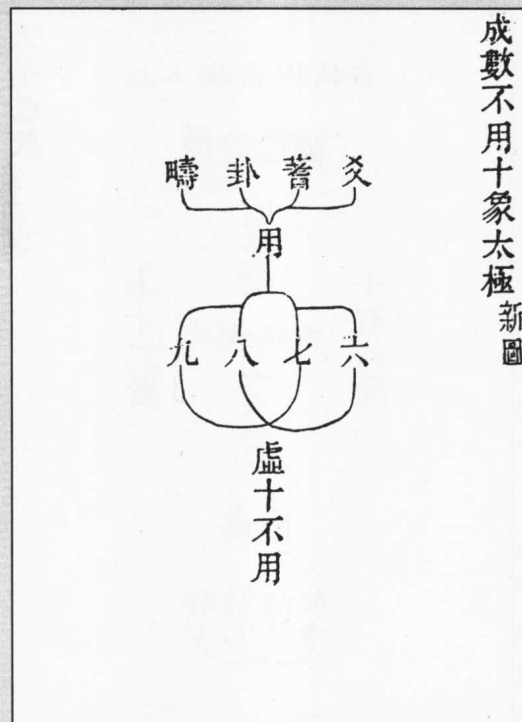 成數不用十象太極新圖
爻蓍卦疇
用
六七八九
虛十不用